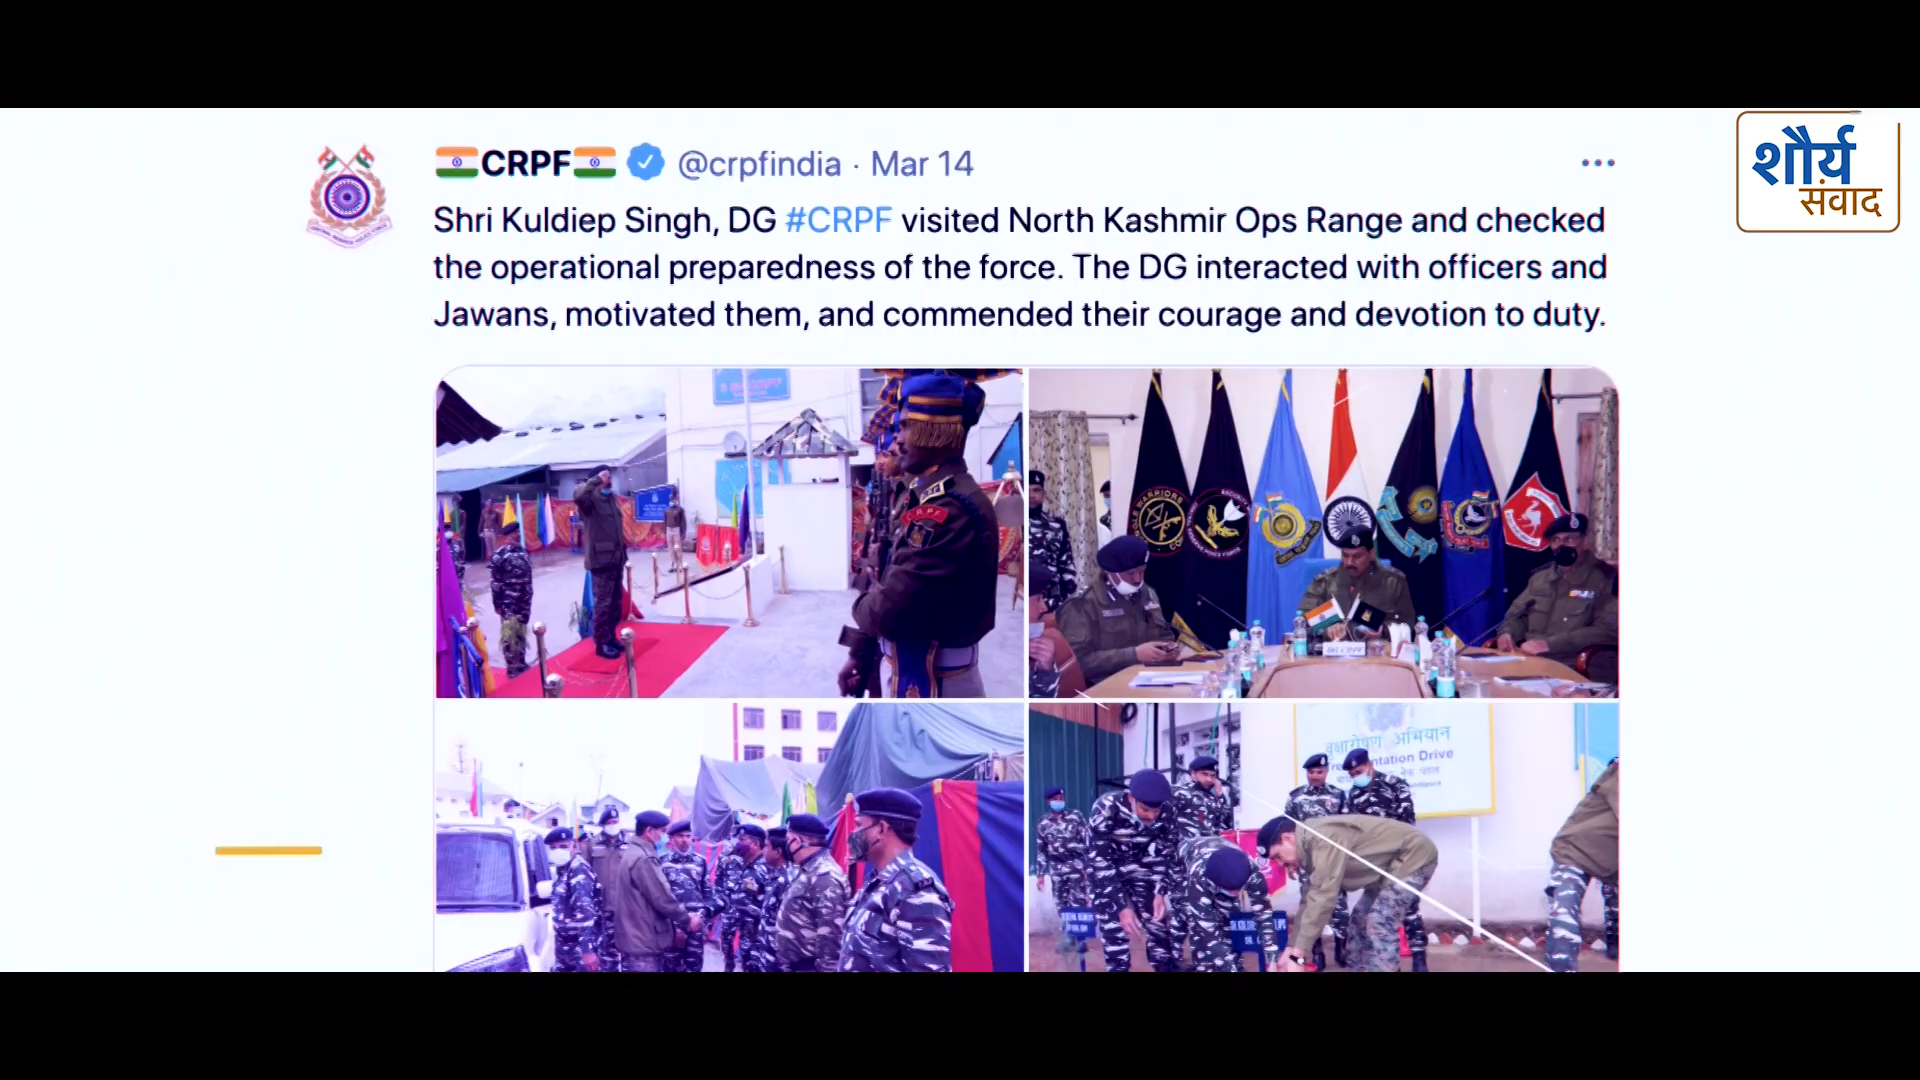 CRPF @crpfindia · Mar 14
शौर्य
संवाद
Shri Kuldiep Singh, DG #CRPF visited North Kashmir Ops Range and checked
the operational preparedness of the force. The DG interacted with officers and
Jawans, motivated them, and commended their courage and devotion to duty.
C.R.P.F
DG CRPF
वृक्षारोपण अभियान
ntation Drive